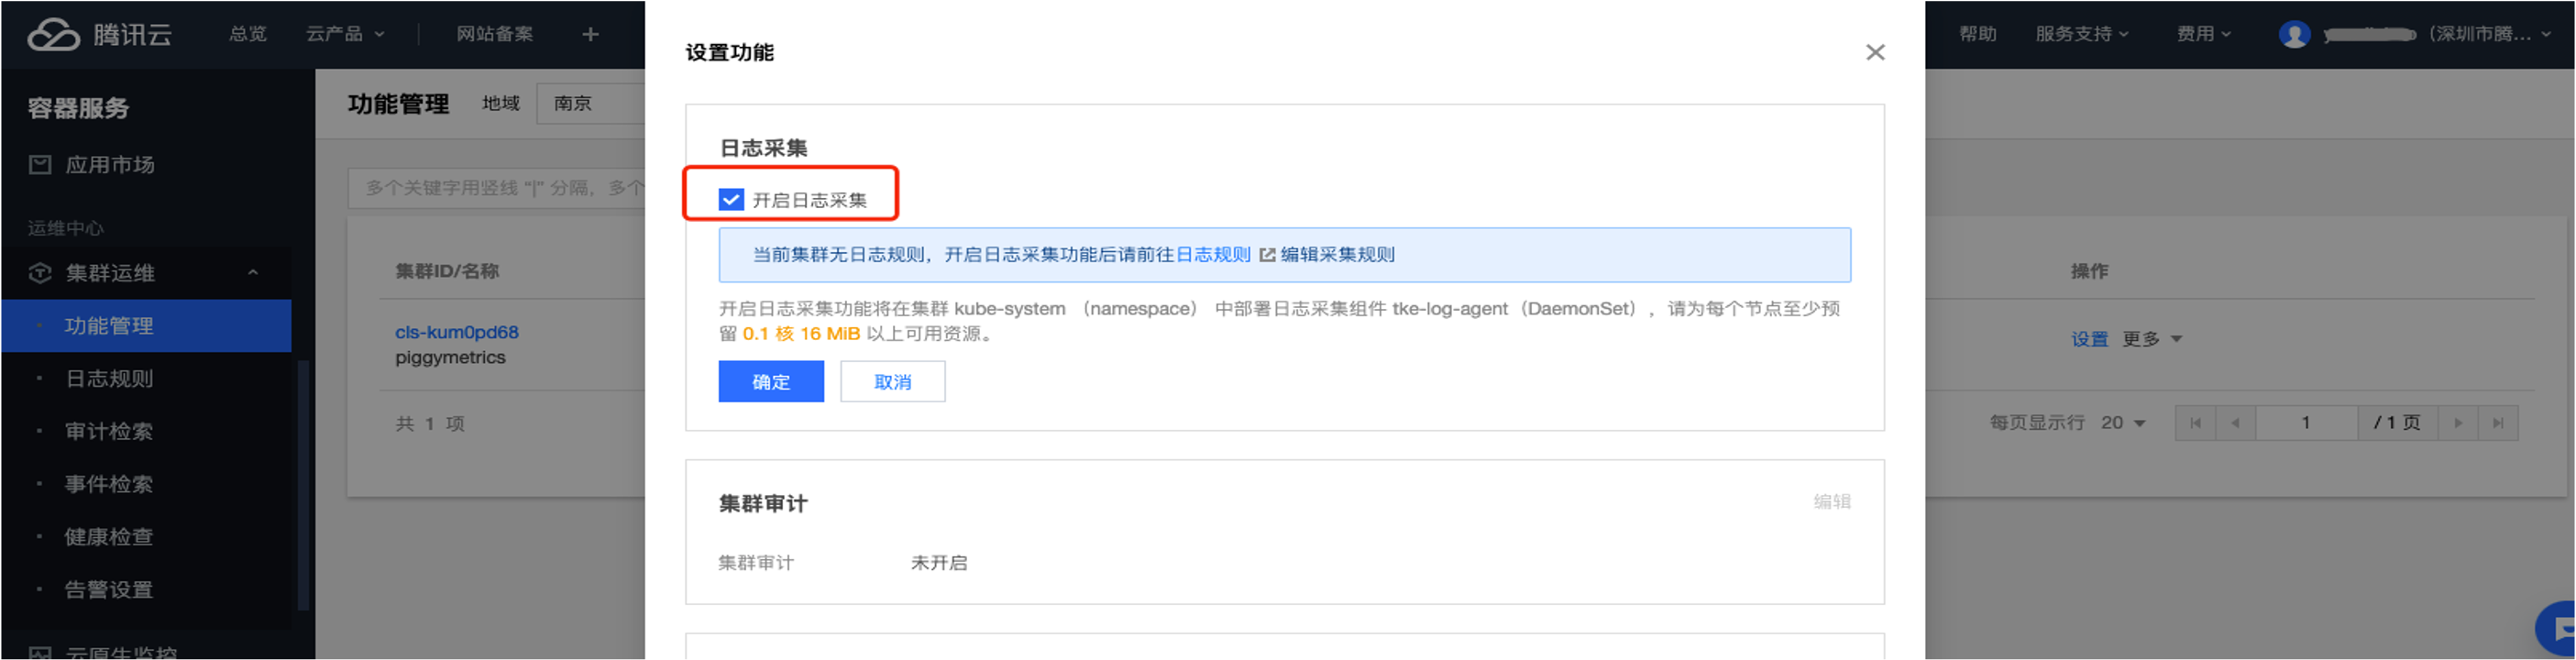 腾讯云
总览
云产品
网站备案
帮助
服务支持
费用
（深圳市腾...
容器服务
应用市场
运维中心
集群运维
功能管理
日志规则
审计检索
事件检索
健康检查
告警设置
云原生监控
功能管理
地域
南京
多个关键字用竖线 “|” 分隔，多个
集群ID/名称
cls-kum0pd68
piggymetrics
共 1 项
设置功能
日志采集
开启日志采集
当前集群无日志规则，开启日志采集功能后请前往日志规则 编辑采集规则
开启日志采集功能将在集群 kube-system （namespace） 中部署日志采集组件 tke-log-agent（DaemonSet），请为每个节点至少预
留 0.1 核 16 MiB 以上可用资源。
确定
取消
集群审计
编辑
集群审计
未开启
操作
设置 更多
每页显示行 20
1
/ 1 页